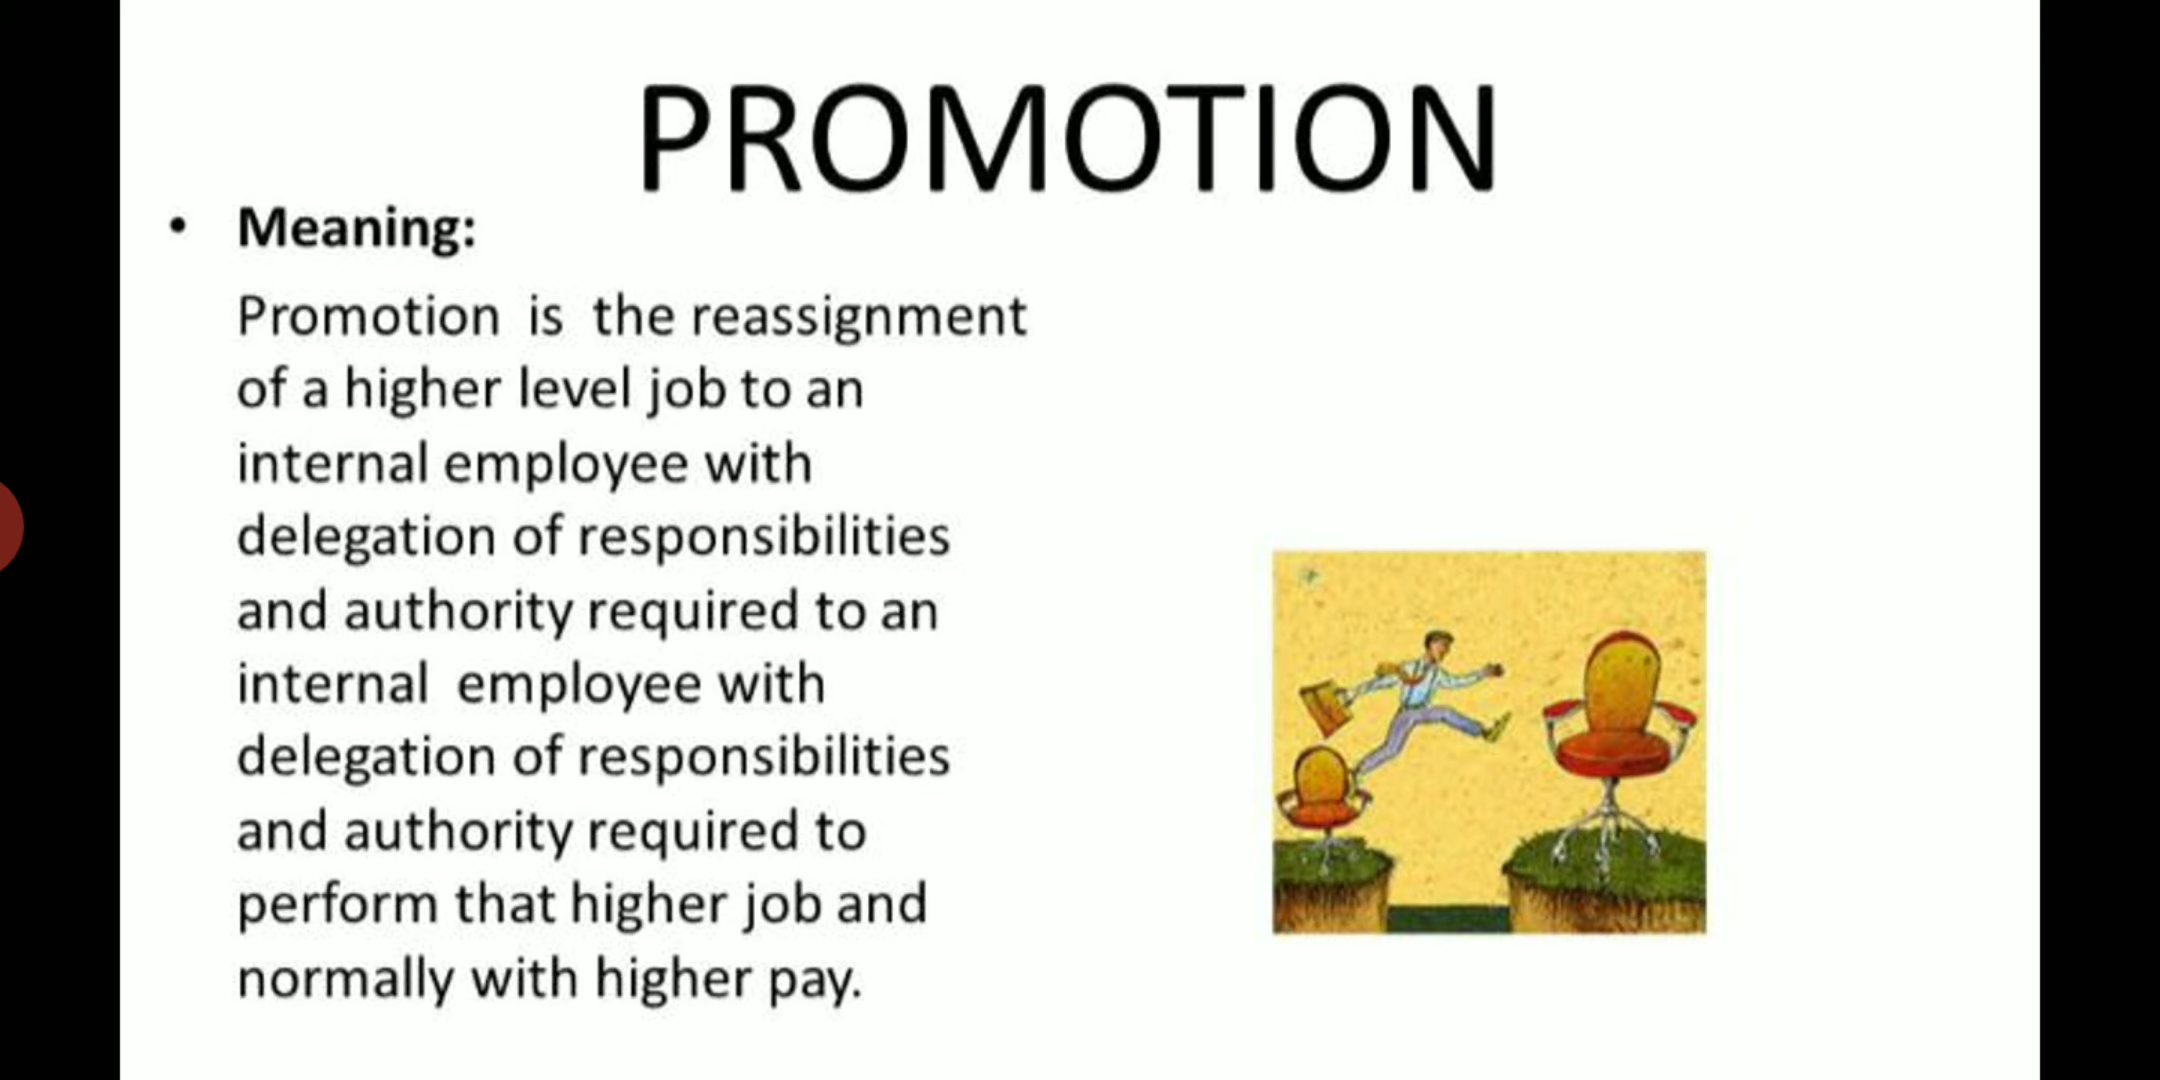 PROMOTION
• Meaning:
Promotion is the reassignment
of a higher level job to an
internal employee with
delegation of responsibilities
and authority required to an
internal employee with
delegation of responsibilities
and authority required to
perform that higher job and
normally with higher pay.